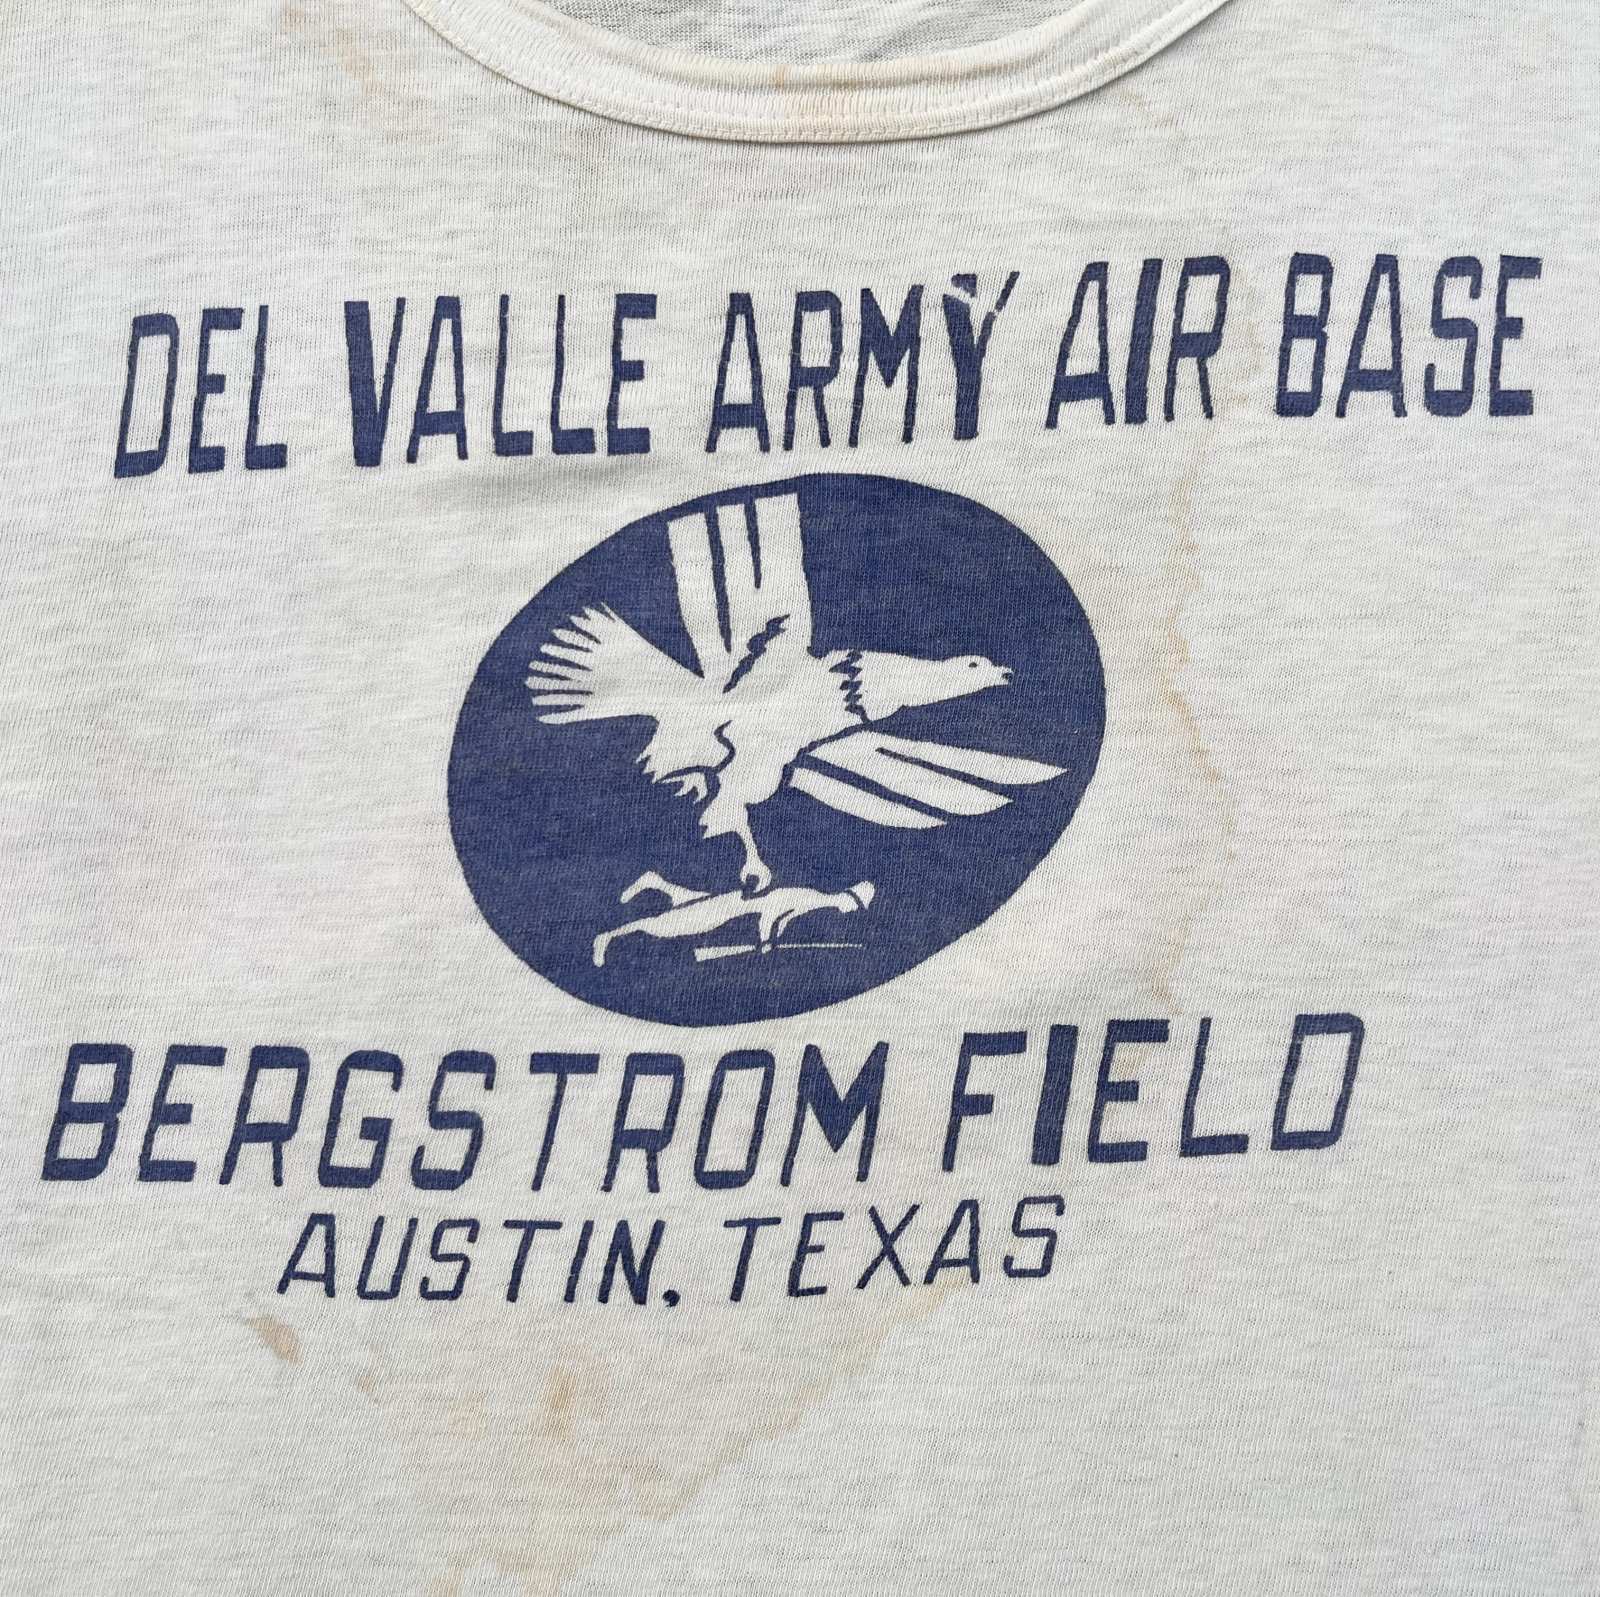 DEL VALLE ARMY AIR BASE
BERGSTROM FIELD
AUSTIN, TEXAS